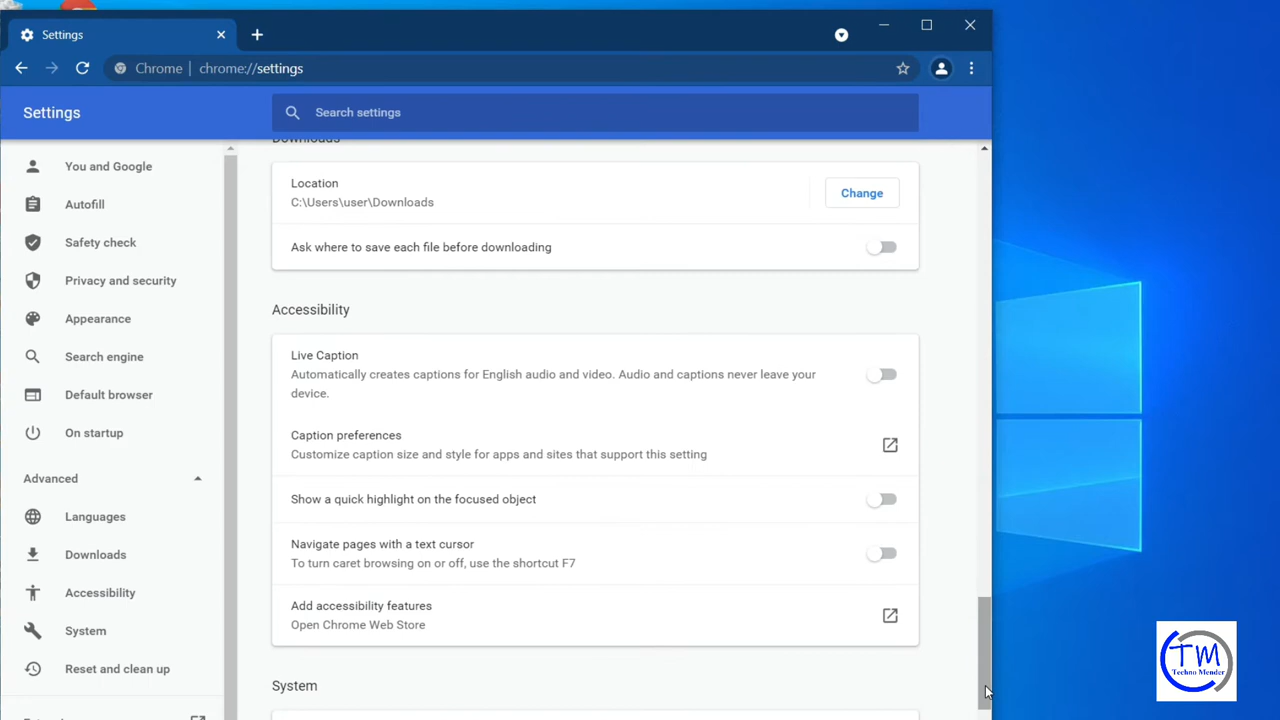 Settings
Chrome | chrome://settings
Settings
Search settings
You and Google
Autofill
Safety check
Privacy and security
Appearance
Search engine
Default browser
On startup
Advanced
Languages
Downloads
Accessibility
System
Reset and clean up
Downloads
Location
C:\Users\user\Downloads
Change
Ask where to save each file before downloading
Accessibility
Live Caption
Automatically creates captions for English audio and video. Audio and captions never leave your
device.
Caption preferences
Customize caption size and style for apps and sites that support this setting
Show a quick highlight on the focused object
Navigate pages with a text cursor
To turn caret browsing on or off, use the shortcut F7
Add accessibility features
Open Chrome Web Store
System
TM
Techno Mender